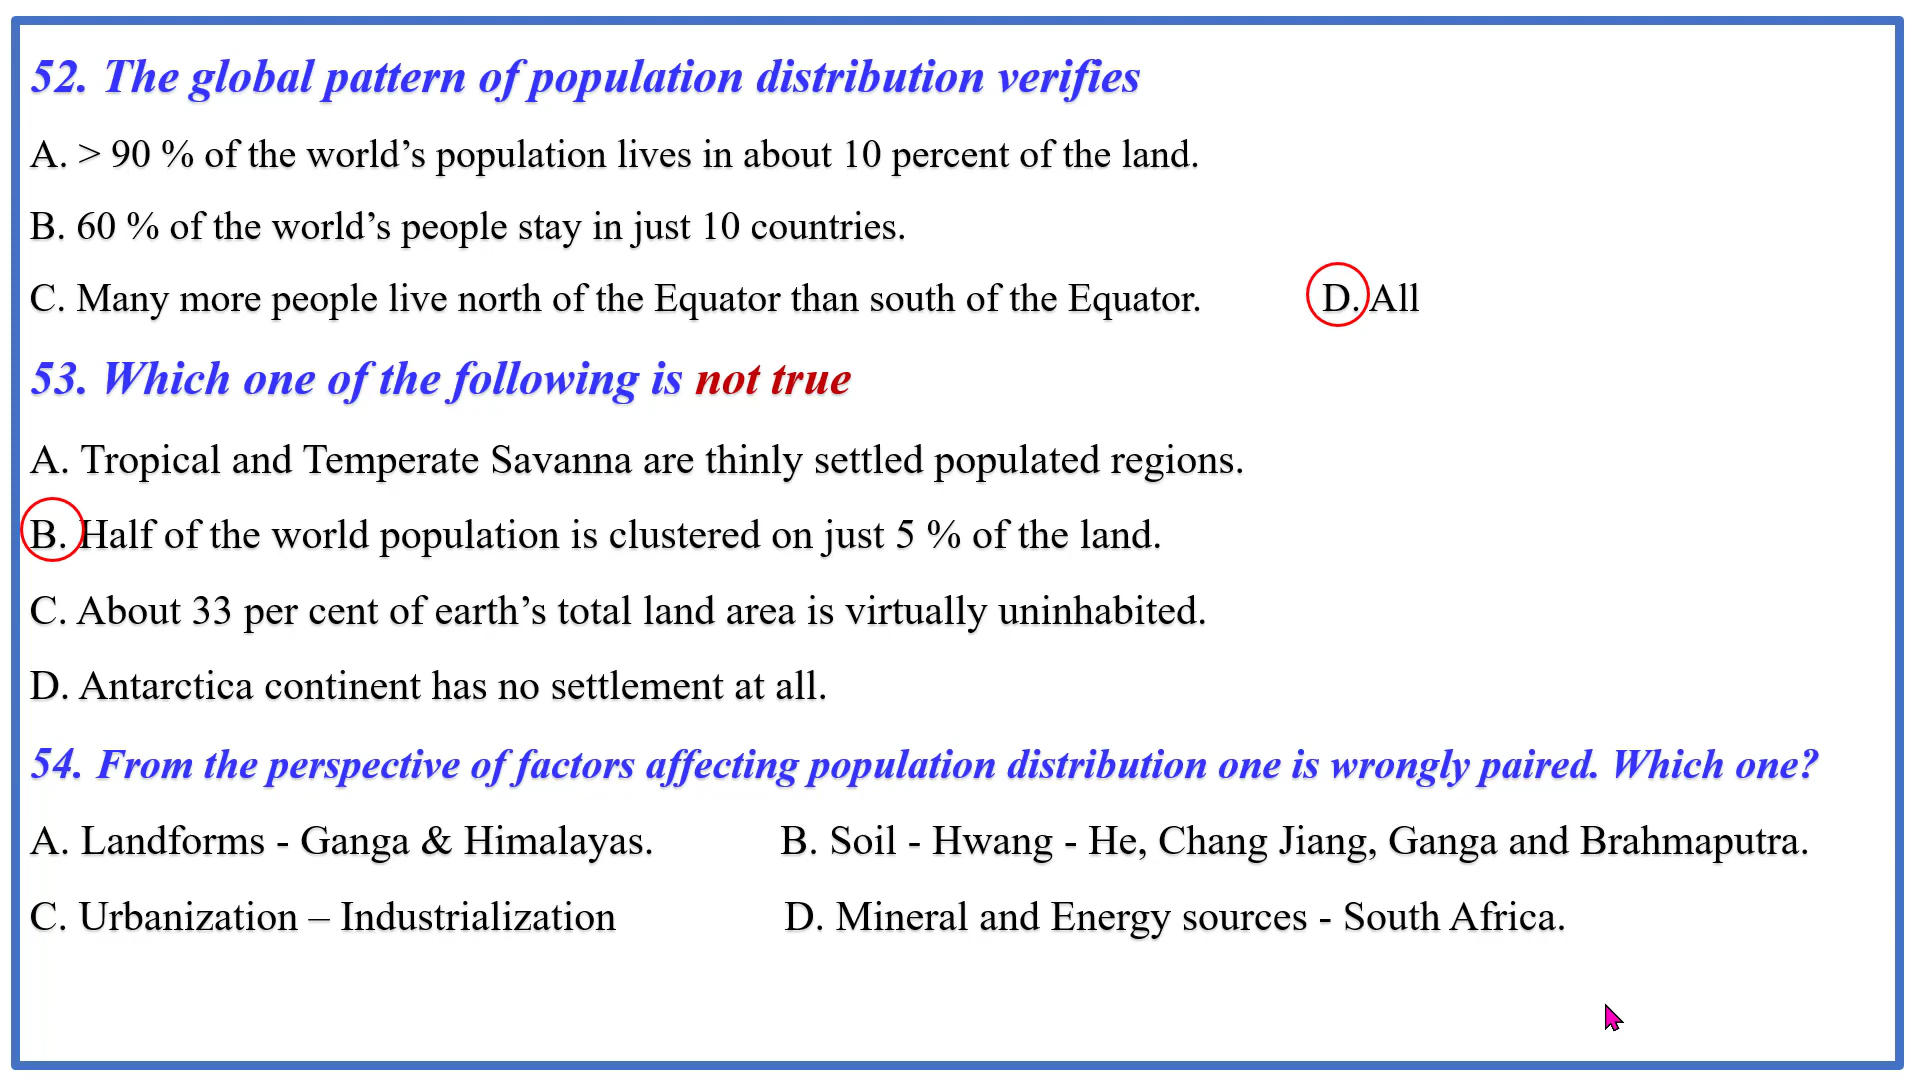 52. The global pattern of population distribution verifies
A. > 90 % of the world’s population lives in about 10 percent of the land.
B. 60 % of the world’s people stay in just 10 countries.
C. Many more people live north of the Equator than south of the Equator. D. All
53. Which one of the following is not true
A. Tropical and Temperate Savanna are thinly settled populated regions.
B. Half of the world population is clustered on just 5 % of the land.
C. About 33 per cent of earth’s total land area is virtually uninhabited.
D. Antarctica continent has no settlement at all.
54. From the perspective of factors affecting population distribution one is wrongly paired. Which one?
A. Landforms - Ganga & Himalayas. B. Soil - Hwang - He, Chang Jiang, Ganga and Brahmaputra.
C. Urbanization – Industrialization D. Mineral and Energy sources - South Africa.